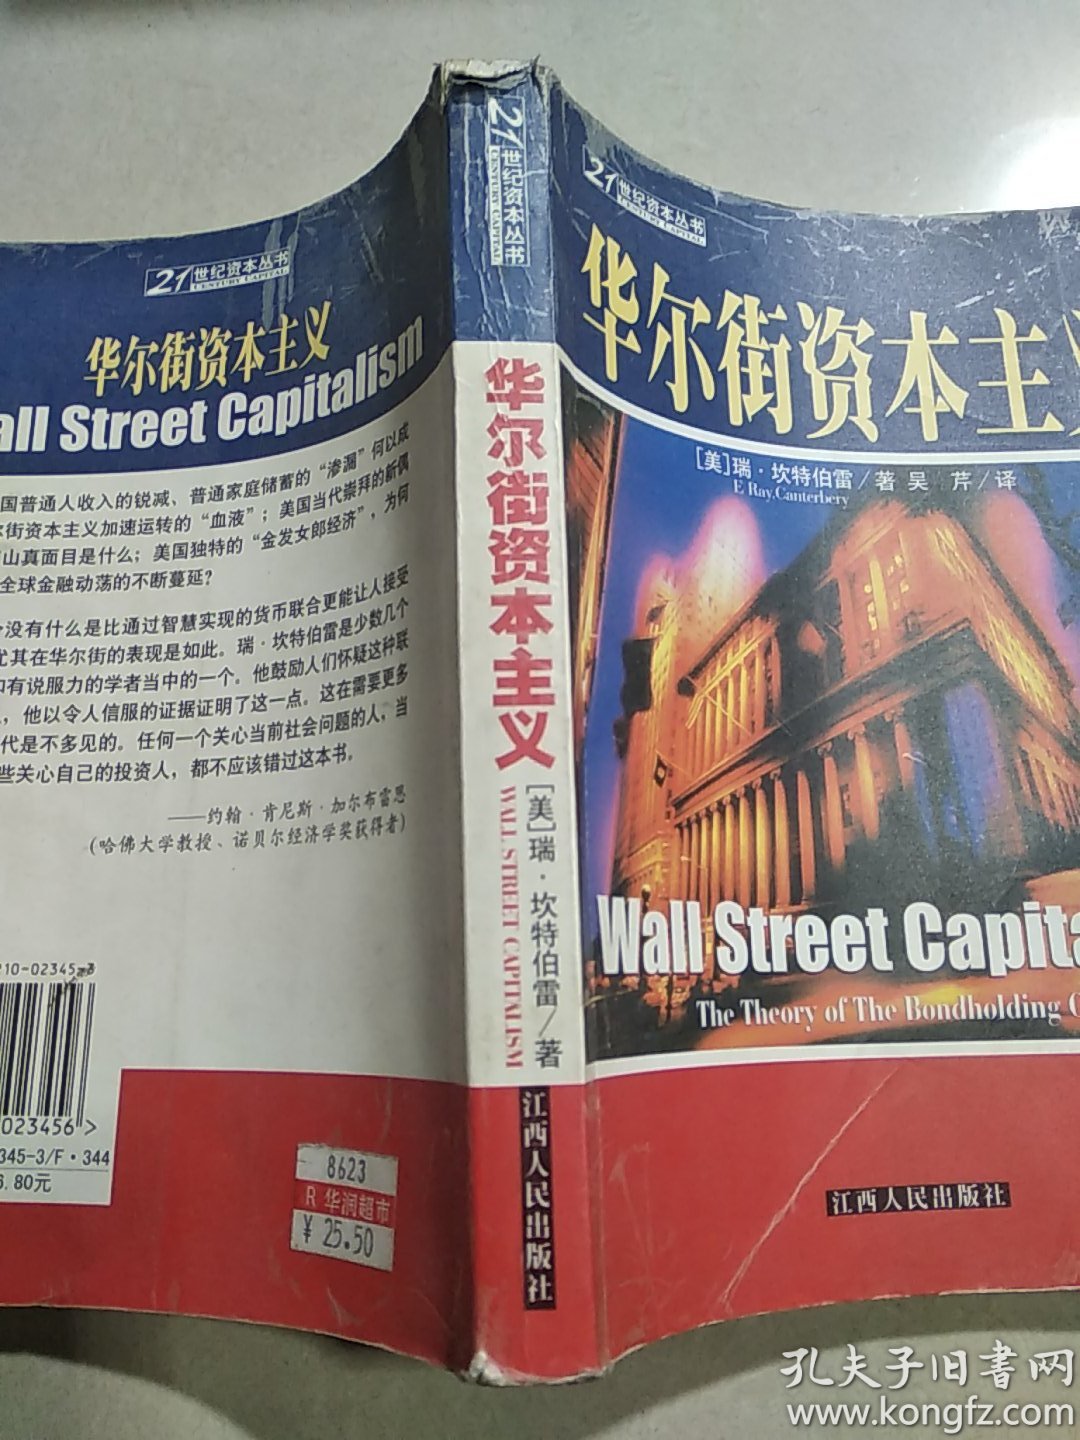 21世纪资本丛书
CENTURY CAPITAL
华尔街资本主义
all Street Capitalism
国普通人收入的锐减、普通家庭储蓄的“渗漏”何以成
尔街资本主义加速运转的“血液”；美国当代崇拜的新偶
山真面目是什么；美国独特的“金发女郎经济”，为何
全球金融动荡的不断蔓延？
没有什么是比通过智慧实现的货币联合更能让人接受
尤其在华尔街的表现是如此。瑞·坎特伯雷是少数几个
和有说服力的学者当中的一个。他鼓励人们怀疑这种联
，他以令人信服的证据证明了这一点。这在需要更多
代是不多见的。任何一个关心当前社会问题的人，当
些关心自己的投资人，都不应该错过这本书。
——约翰·肯尼斯·加尔布雷恩
（哈佛大学教授、诺贝尔经济学奖获得者）
210-02345-3
023456>
345-3/F·344
6.80元
8623
R 华润超市
¥ 25.50
21世纪资本丛书
CENTURY CAPITAL
华尔街资本主义
WALL STREET CAPITALISM
[美]瑞·坎特伯雷/著
江西人民出版社
21世纪资本丛书
CENTURY CAPITAL
华尔街资本主义
[美]瑞·坎特伯雷/著 吴 芹/译
E Ray.Canterbery
Wall Street Capita
The Theory of The Bondholding C
江西人民出版社
孔夫子旧书网
www.kongfz.com